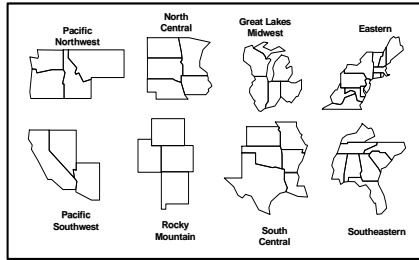 Pacific
Northwest
North
Central
Great Lakes
Midwest
Eastern
Pacific
Southwest
Rocky
Mountain
South
Central
Southeastern